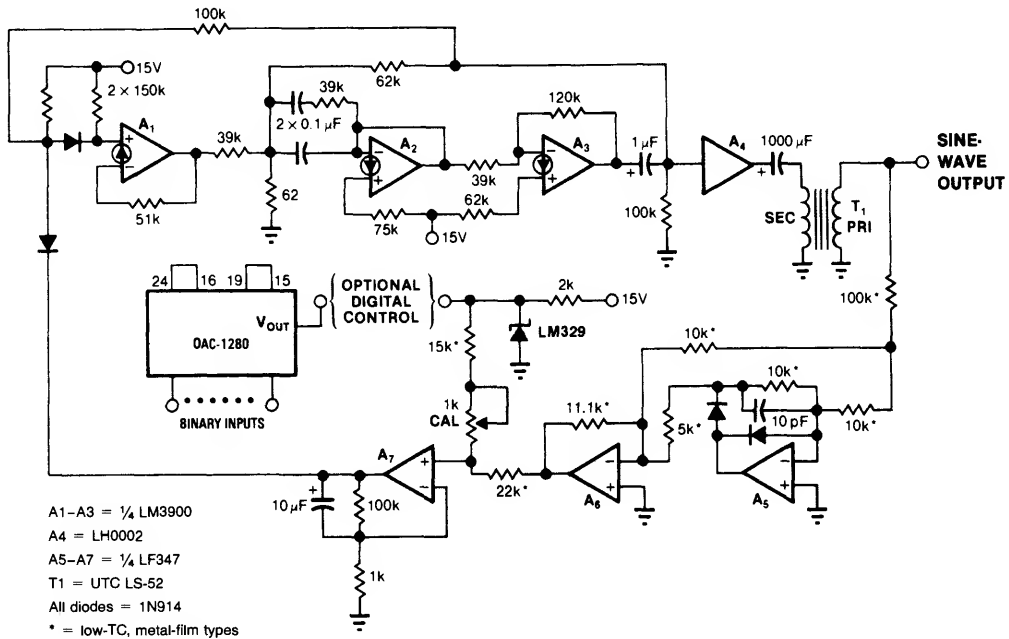 100k
15V
2 × 150k
A1
51k
39k
62k
39k
2 × 0.1 µF
62
A2
75k
15V
39k
62k
120k
A3
1 µF
100k
A4
1000 µF
SEC
T1
PRI
SINE-
WAVE
OUTPUT
24
16
19
15
VOUT
DAC-1280
BINARY INPUTS
OPTIONAL
DIGITAL
CONTROL
2k
15V
LM329
15k*
1k
CAL
100k*
10k*
10k*
10 pF
10k*
5k*
A5
11.1k*
A6
22k*
A7
10 µF
100k
1k
A1–A3 = ¼ LM3900
A4 = LH0002
A5–A7 = ¼ LF347
T1 = UTC LS-52
All diodes = 1N914
* = low-TC, metal-film types
+
−
+
−
+
−
+
+
+
−
+
−
+
−
+